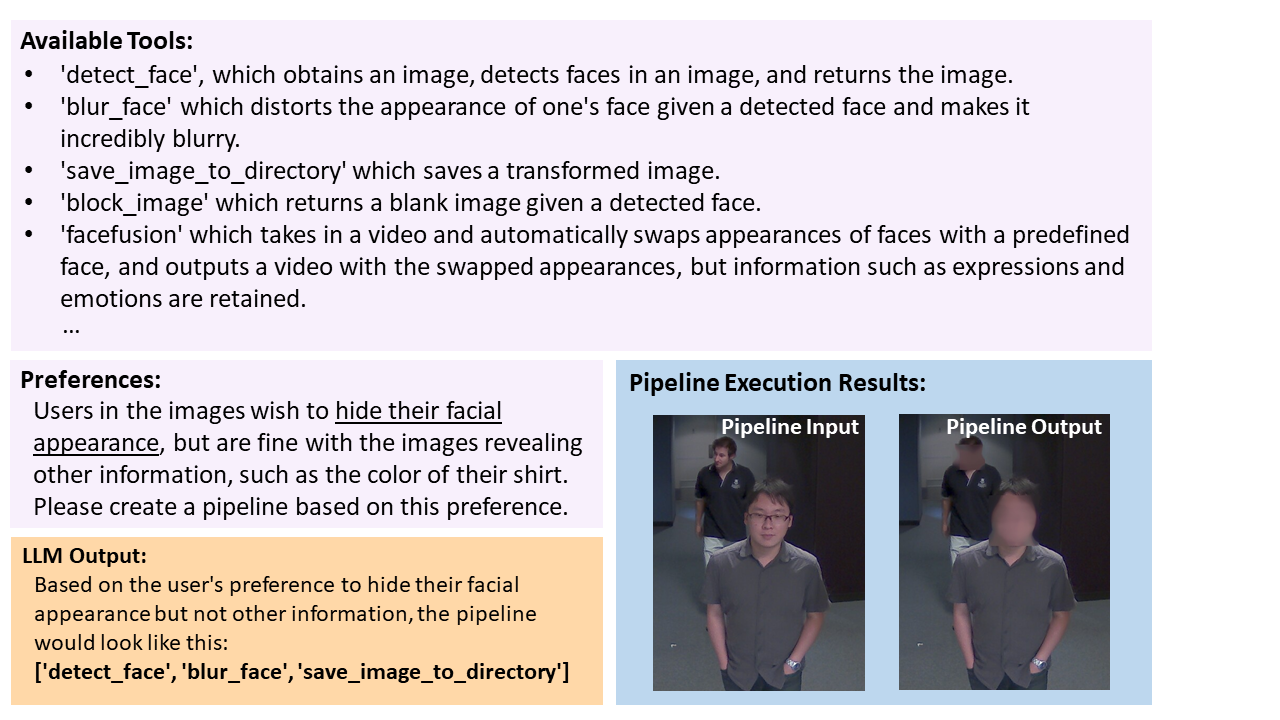 Available Tools:
• 'detect_face', which obtains an image, detects faces in an image, and returns the image.
• 'blur_face' which distorts the appearance of one's face given a detected face and makes it
incredibly blurry.
• 'save_image_to_directory' which saves a transformed image.
• 'block_image' which returns a blank image given a detected face.
• 'facefusion' which takes in a video and automatically swaps appearances of faces with a predefined
face, and outputs a video with the swapped appearances, but information such as expressions and
emotions are retained.
...
Preferences:
Users in the images wish to hide their facial
appearance, but are fine with the images revealing
other information, such as the color of their shirt.
Please create a pipeline based on this preference.
LLM Output:
Based on the user's preference to hide their facial
appearance but not other information, the pipeline
would look like this:
['detect_face', 'blur_face', 'save_image_to_directory']
Pipeline Execution Results:
Pipeline Input
Pipeline Output